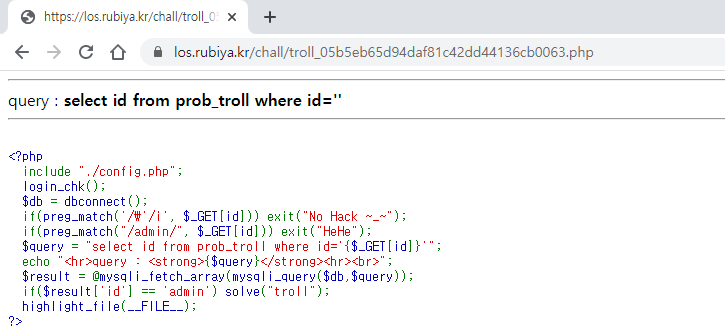 https://los.rubiya.kr/chall/troll_05
los.rubiya.kr/chall/troll_05b5eb65d94daf81c42dd44136cb0063.php
query : select id from prob_troll where id=''
<?php
include "./config.php";
login_chk();
$db = dbconnect();
if(preg_match('/₩'/i', $_GET[id])) exit("No Hack ~_~");
if(preg_match("/admin/", $_GET[id])) exit("HeHe");
$query = "select id from prob_troll where id='{$_GET[id]}'";
echo "<hr>query : <strong>{$query}</strong><hr><br>";
$result = @mysqli_fetch_array(mysqli_query($db,$query));
if($result['id'] == 'admin') solve("troll");
highlight_file(__FILE__);
?>